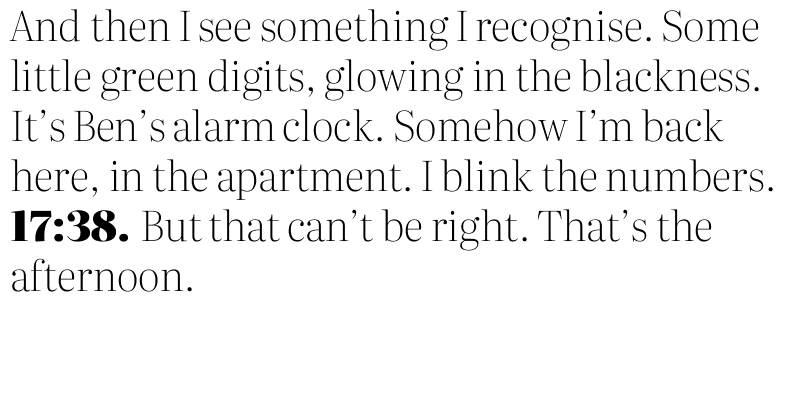 And then I see something I recognise. Some
little green digits, glowing in the blackness.
It’s Ben’s alarm clock. Somehow I’m back
here, in the apartment. I blink the numbers.
17:38. But that can’t be right. That’s the
afternoon.